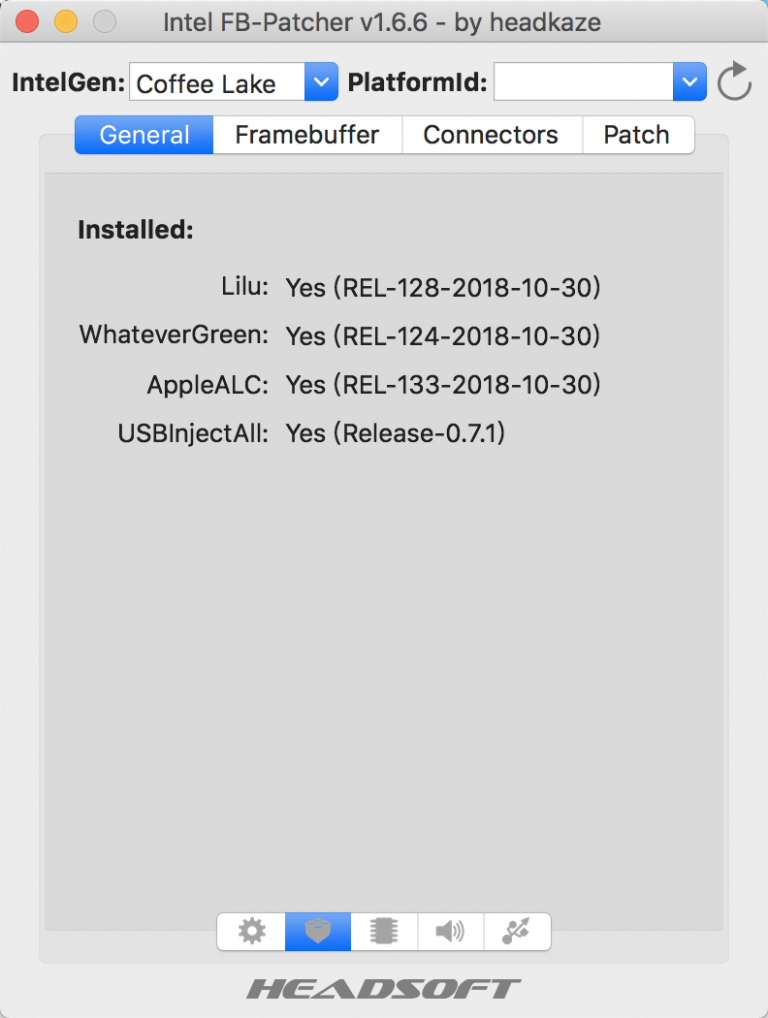 Intel FB-Patcher v1.6.6 - by headkaze
IntelGen: Coffee Lake PlatformId:
General Framebuffer Connectors Patch
Installed:
Lilu: Yes (REL-128-2018-10-30)
WhateverGreen: Yes (REL-124-2018-10-30)
AppleALC: Yes (REL-133-2018-10-30)
USBInjectAll: Yes (Release-0.7.1)
HEADSOFT